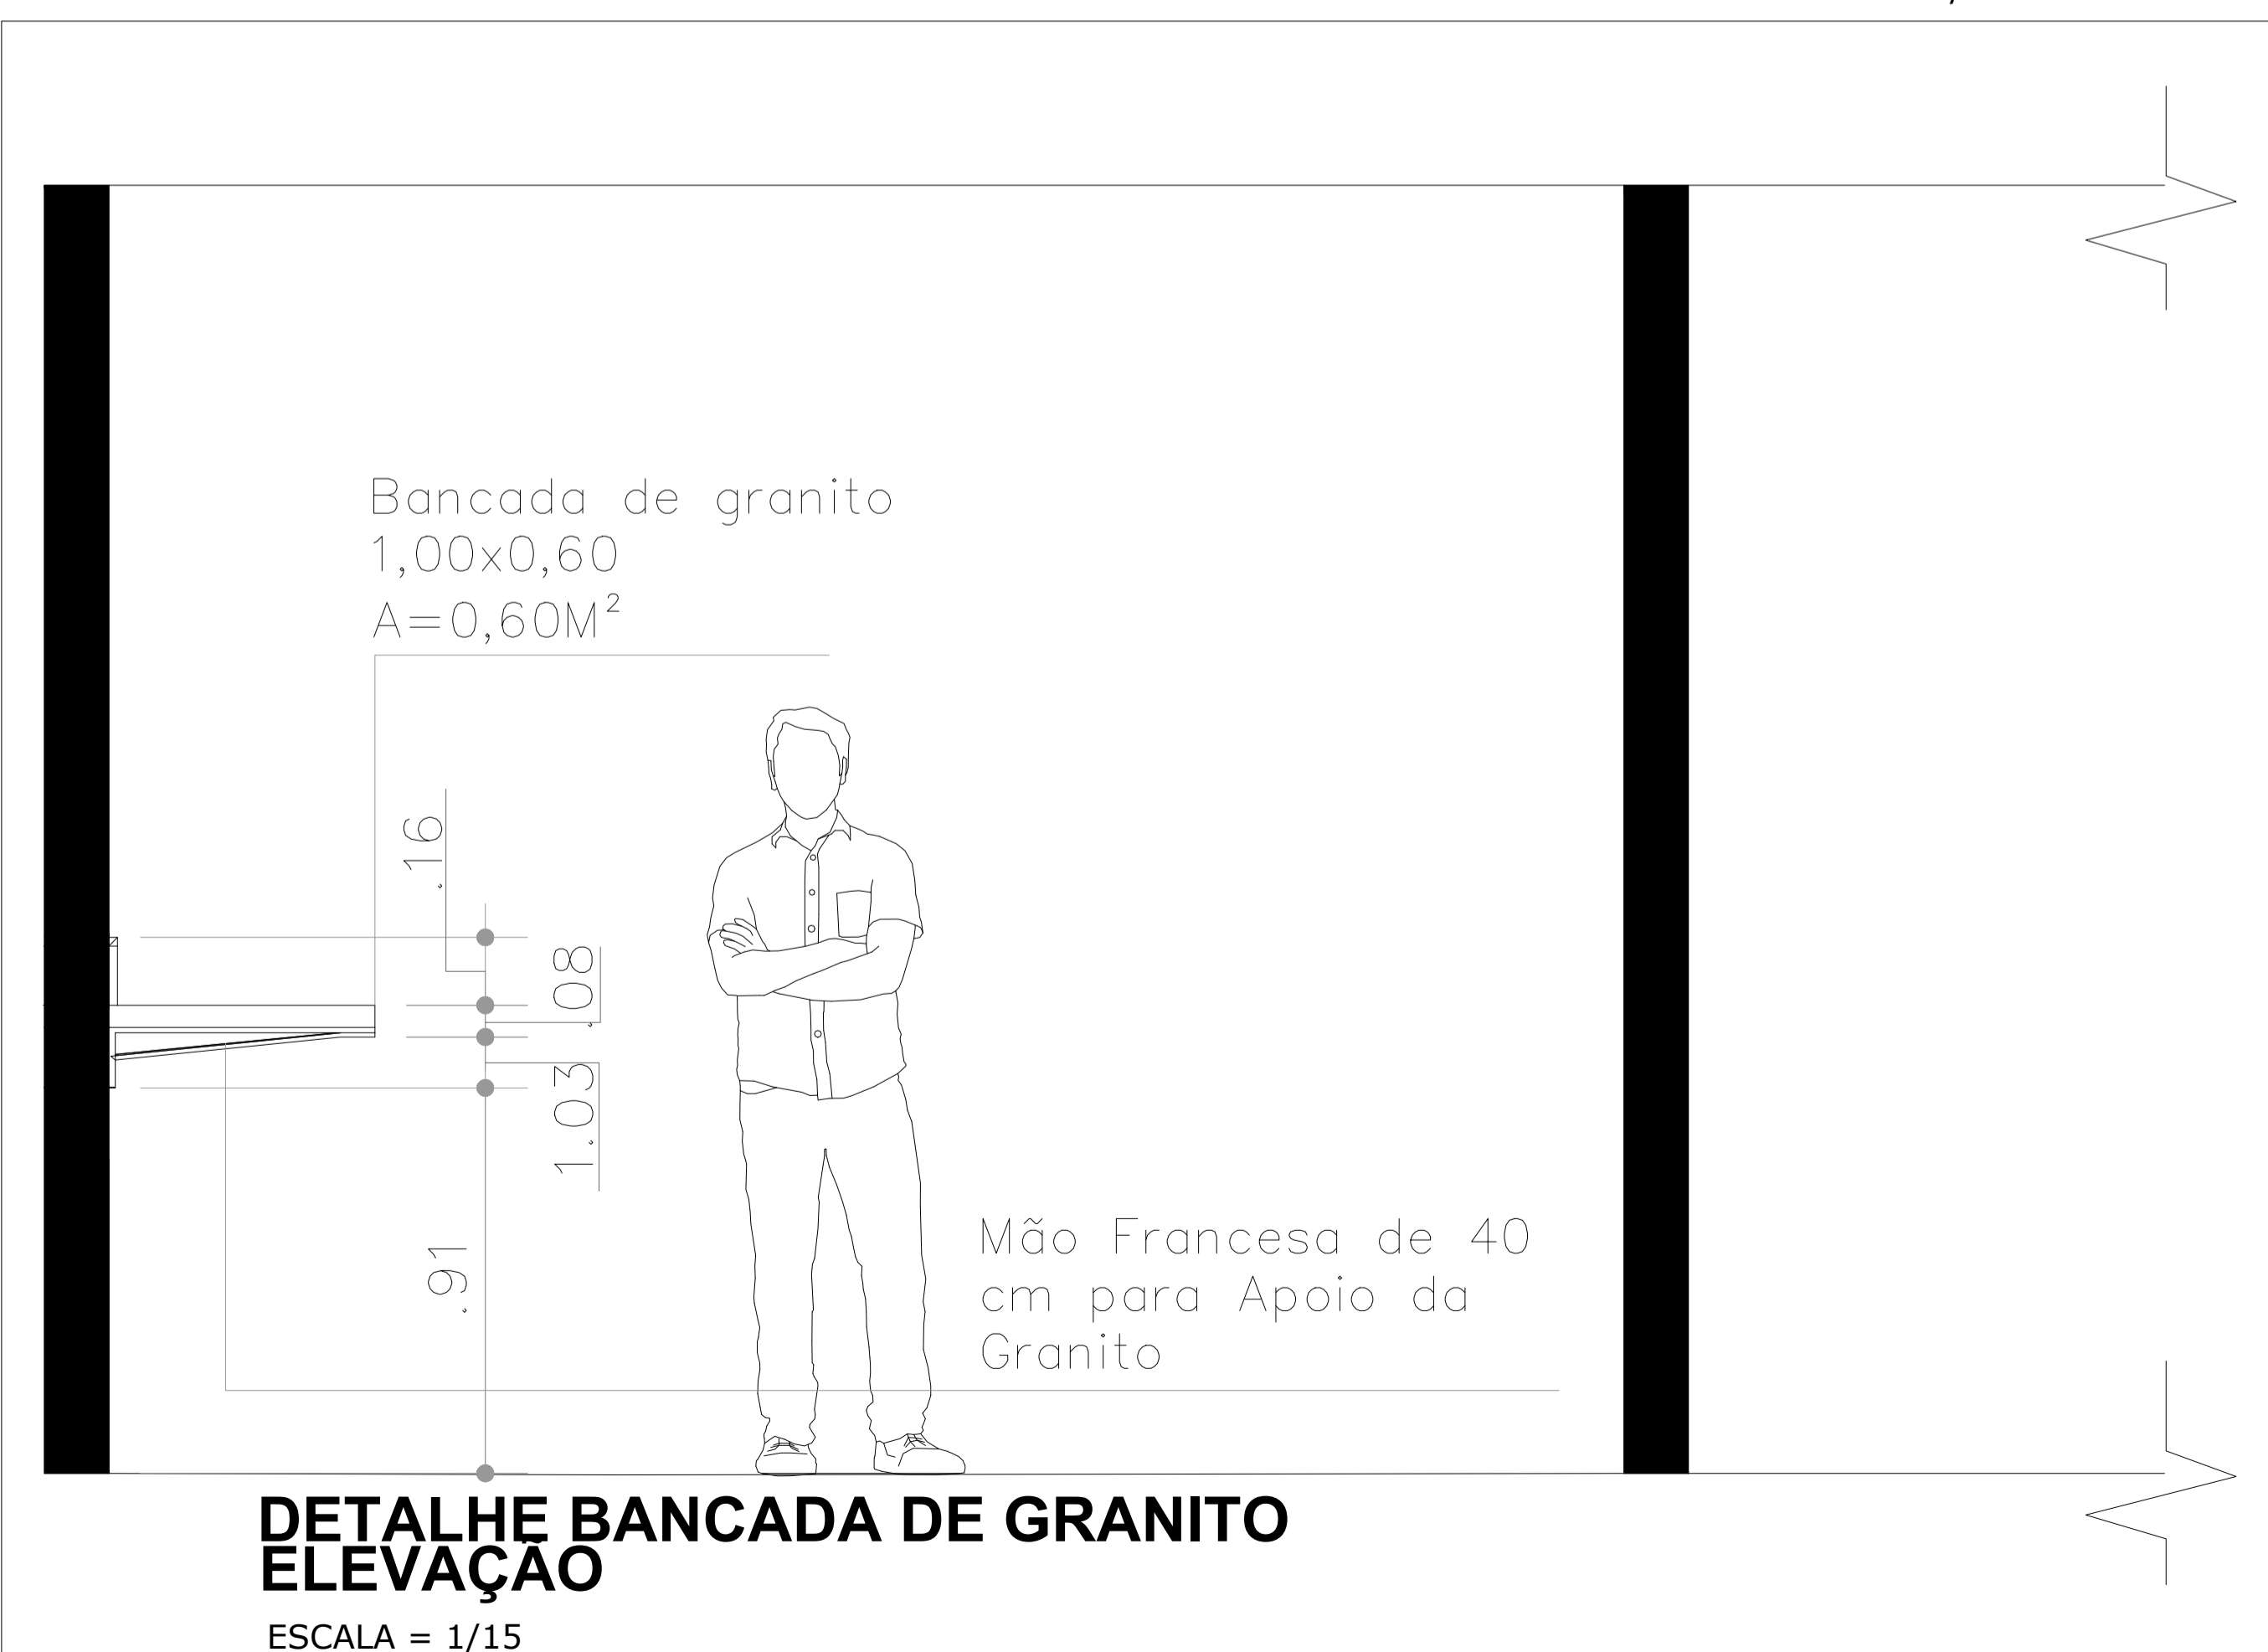 Bancada de granito
1,00x0,60
A=0,60M²
.16
.08
1.03
.91
Mão Francesa de 40
cm para Apoio da
Granito
DETALHE BANCADA DE GRANITO
ELEVAÇÃO
ESCALA = 1/15